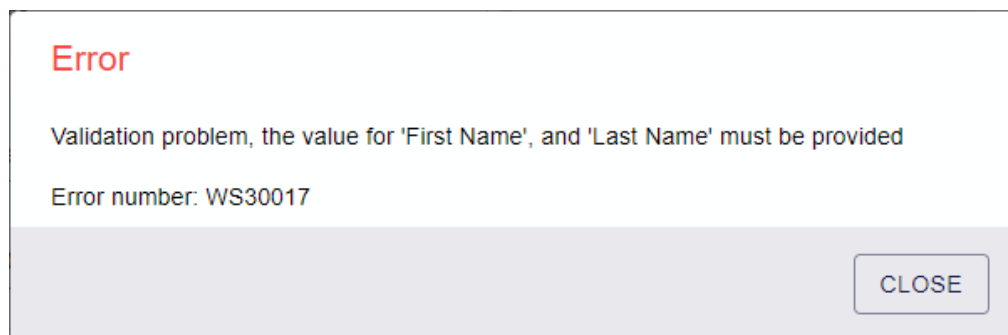 Error
Validation problem, the value for 'First Name', and 'Last Name' must be provided
Error number: WS30017
CLOSE